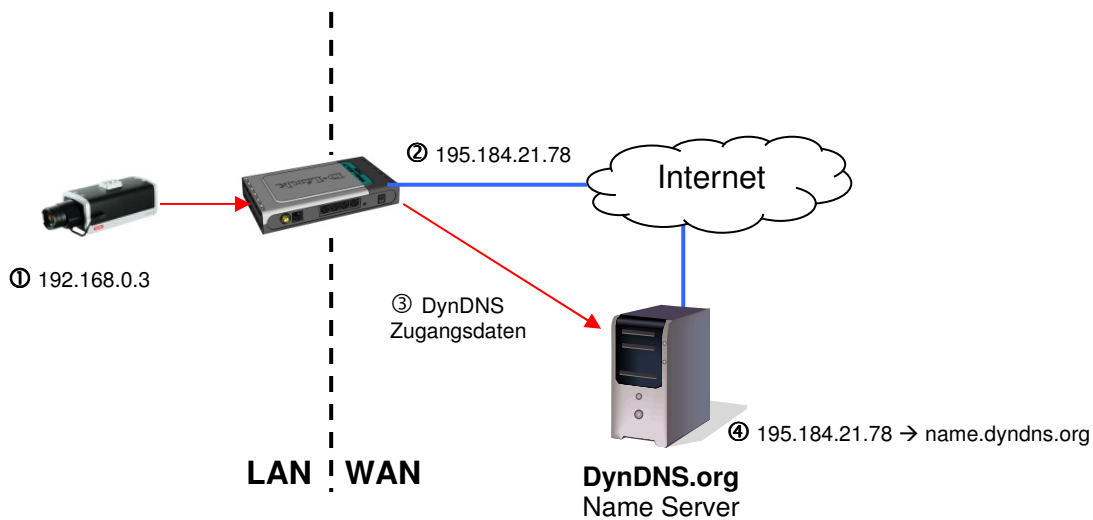 ② 195.184.21.78
Internet
D-Link
① 192.168.0.3
③ DynDNS
Zugangsdaten
④ 195.184.21.78 → name.dyndns.org
LAN WAN
DynDNS.org
Name Server